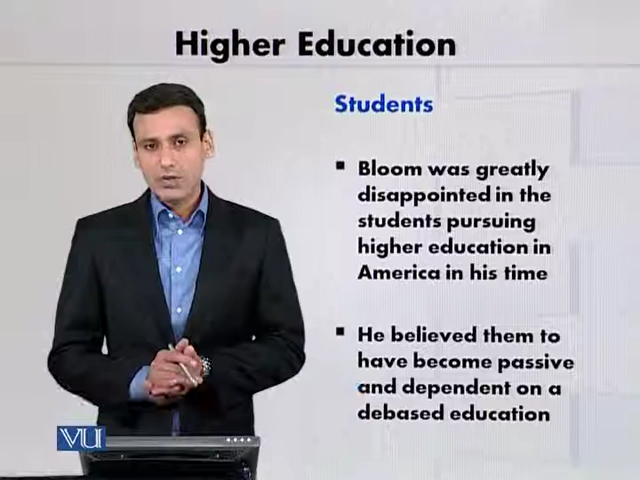 Higher Education
Students
▪ Bloom was greatly
disappointed in the
students pursuing
higher education in
America in his time
▪ He believed them to
have become passive
and dependent on a
debased education
VU